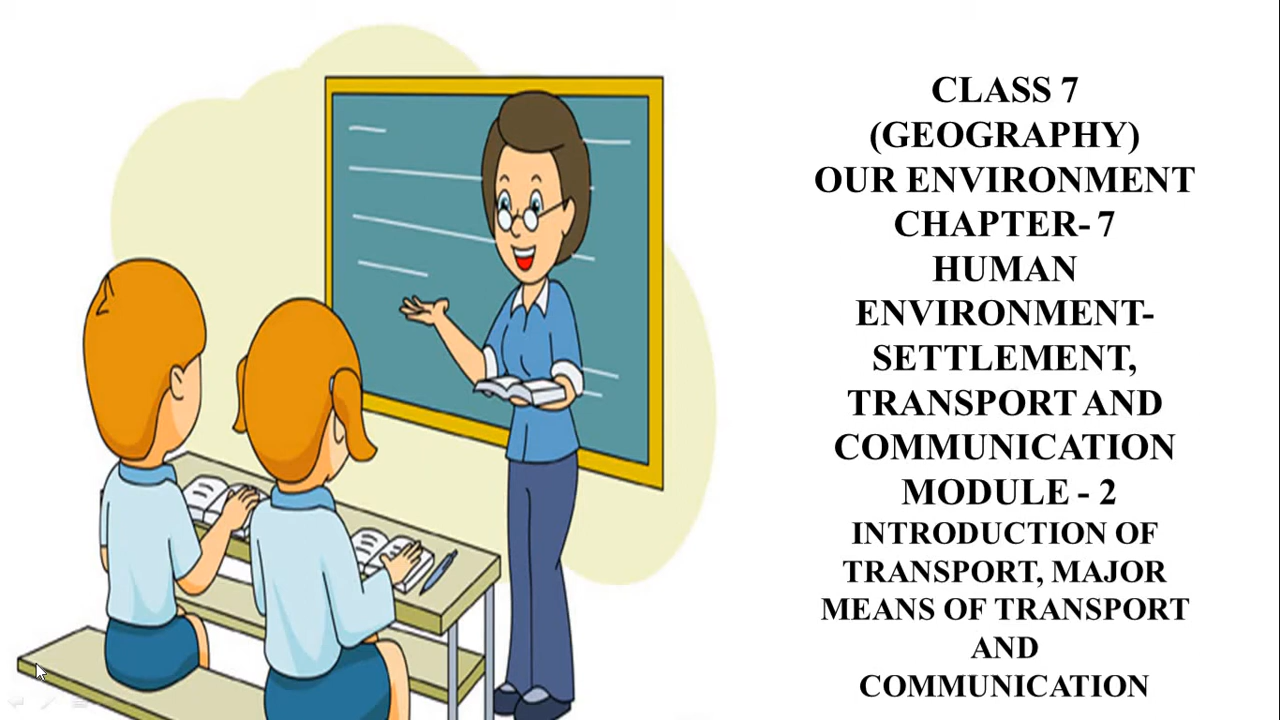 CLASS 7
(GEOGRAPHY)
OUR ENVIRONMENT
CHAPTER- 7
HUMAN
ENVIRONMENT-
SETTLEMENT,
TRANSPORT AND
COMMUNICATION
MODULE - 2
INTRODUCTION OF
TRANSPORT, MAJOR
MEANS OF TRANSPORT
AND
COMMUNICATION